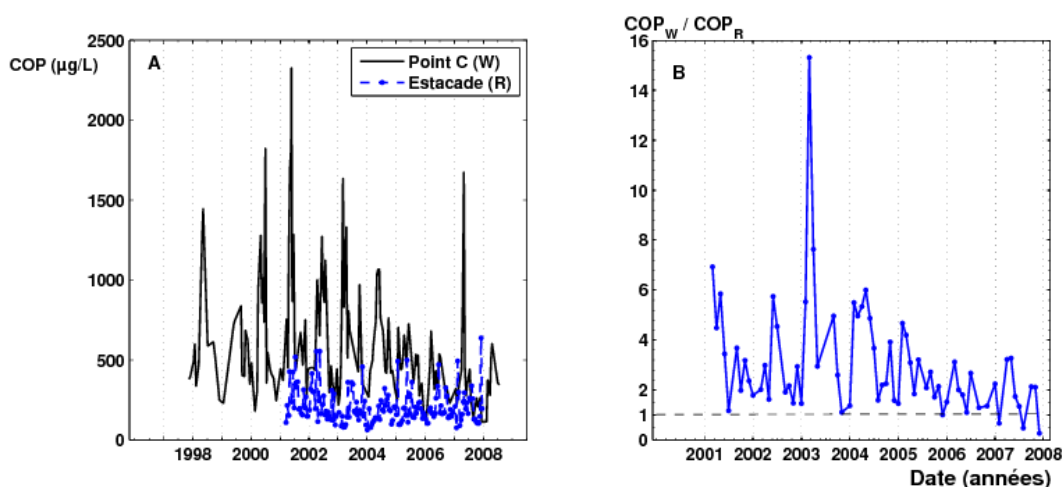 COP (µg/L)
A
Point C (W)
Estacade (R)
2500
2000
1500
1000
500
0
1998 2000 2002 2004 2006 2008
COP_W / COP_R
B
16
14
12
10
8
6
4
2
1
0
2001 2002 2003 2004 2005 2006 2007 2008
Date (années)